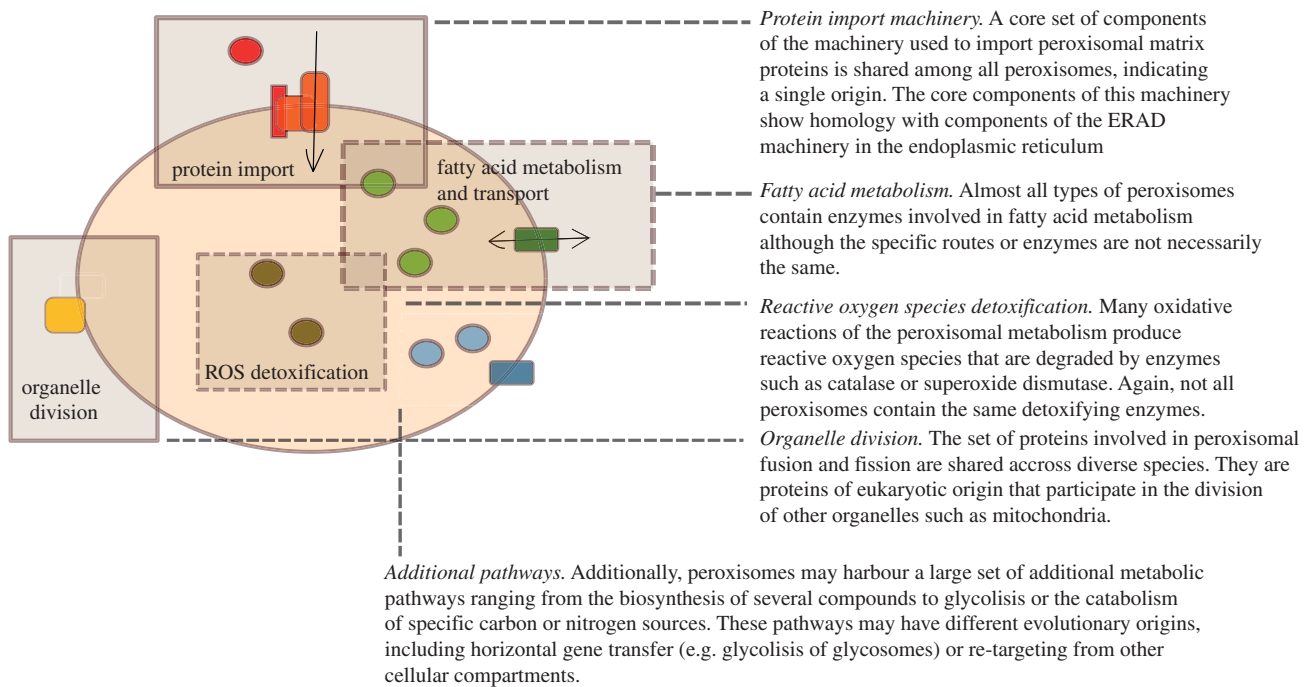 protein import
fatty acid metabolism
and transport
ROS detoxification
organelle
division
Protein import machinery. A core set of components
of the machinery used to import peroxisomal matrix
proteins is shared among all peroxisomes, indicating
a single origin. The core components of this machinery
show homology with components of the ERAD
machinery in the endoplasmic reticulum
Fatty acid metabolism. Almost all types of peroxisomes
contain enzymes involved in fatty acid metabolism
although the specific routes or enzymes are not necessarily
the same.
Reactive oxygen species detoxification. Many oxidative
reactions of the peroxisomal metabolism produce
reactive oxygen species that are degraded by enzymes
such as catalase or superoxide dismutase. Again, not all
peroxisomes contain the same detoxifying enzymes.
Organelle division. The set of proteins involved in peroxisomal
fusion and fission are shared accross diverse species. They are
proteins of eukaryotic origin that participate in the division
of other organelles such as mitochondria.
Additional pathways. Additionally, peroxisomes may harbour a large set of additional metabolic
pathways ranging from the biosynthesis of several compounds to glycolisis or the catabolism
of specific carbon or nitrogen sources. These pathways may have different evolutionary origins,
including horizontal gene transfer (e.g. glycolisis of glycosomes) or re-targeting from other
cellular compartments.